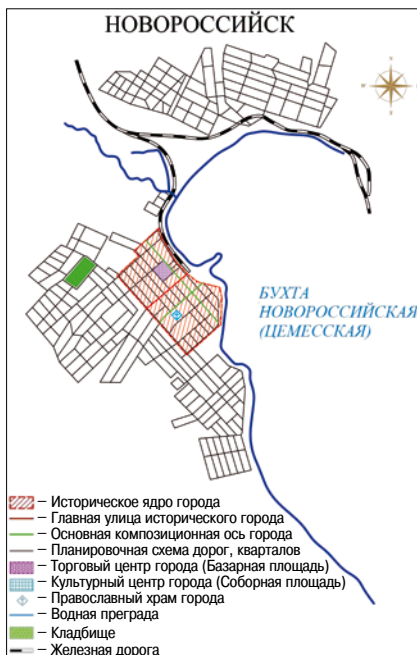 НОВОРОССИЙСК
БУХТА
НОВОРОССИЙСКАЯ
(ЦЕМЕССКАЯ)
– Историческое ядро города
– Главная улица исторического города
– Основная композиционная ось города
– Планировочная схема дорог, кварталов
– Торговый центр города (Базарная площадь)
– Культурный центр города (Соборная площадь)
– Православный храм города
– Водная преграда
– Кладбище
– Железная дорога